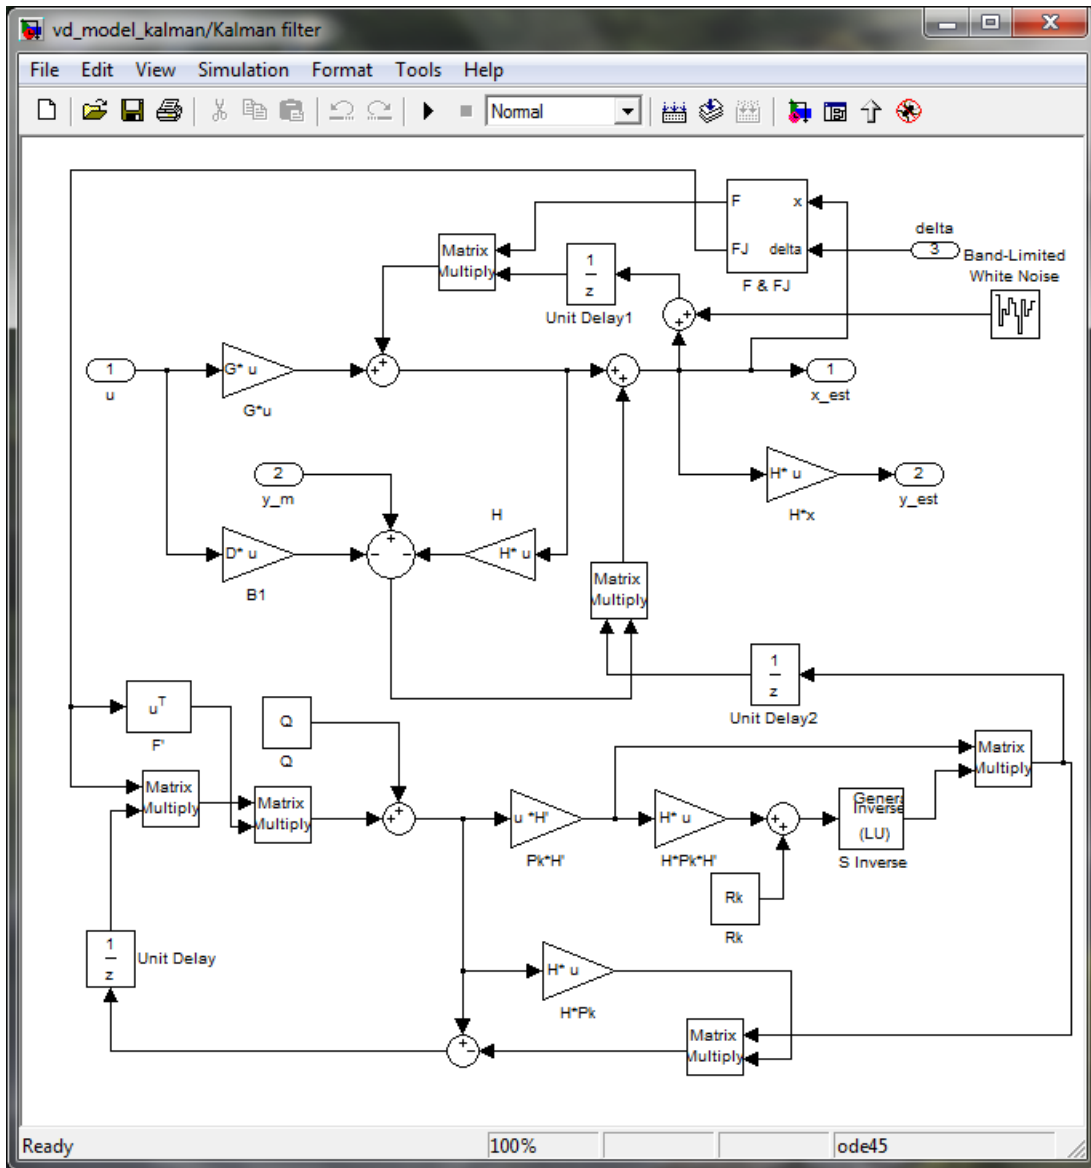 vd_model_kalman/Kalman filter
File Edit View Simulation Format Tools Help
Normal
F x
FJ delta
F & FJ
delta
3
Band-Limited
White Noise
Matrix
Multiply
1
z
Unit Delay1
+
+
1
u
G* u
G*u
+
+
+
+
1
x_est
2
y_m
H* u
H*x
2
y_est
D* u
B1
+
-
-
H
H* u
Matrix
Multiply
1
z
Unit Delay2
uT
F'
Q
Q
Matrix
Multiply
Matrix
Multiply
+
+
u *H'
Pk*H'
H* u
H*Pk*H'
+
+
Rk
Rk
Genera
Inverse
(LU)
S Inverse
Matrix
Multiply
1
z
Unit Delay
H* u
H*Pk
+
-
Matrix
Multiply
Ready 100% ode45